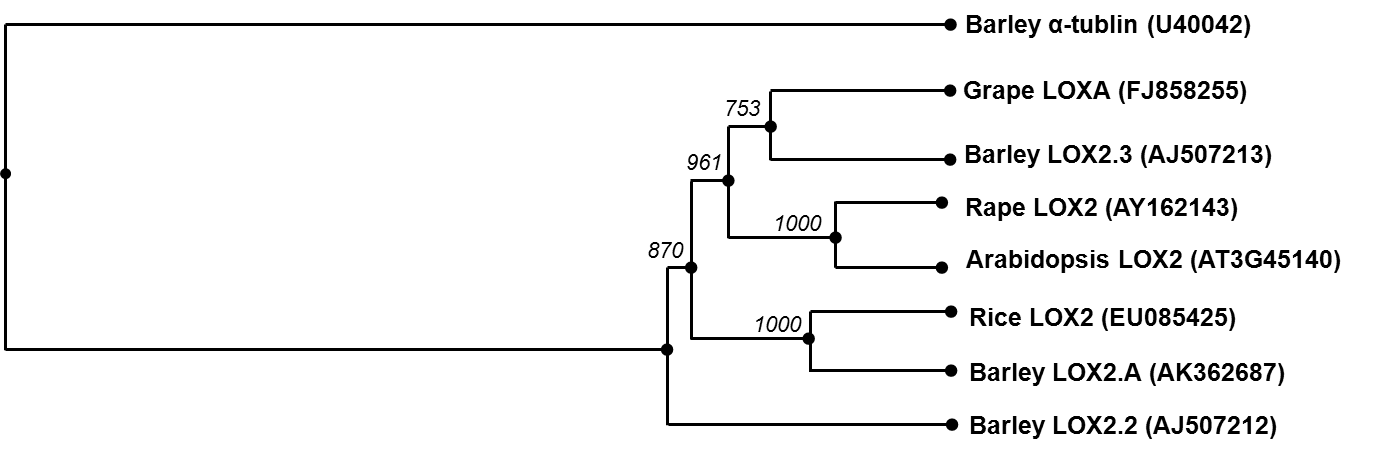 Barley α-tublin (U40042)
Grape LOXA (FJ858255)
753
Barley LOX2.3 (AJ507213)
961
Rape LOX2 (AY162143)
1000
870
Arabidopsis LOX2 (AT3G45140)
Rice LOX2 (EU085425)
1000
Barley LOX2.A (AK362687)
Barley LOX2.2 (AJ507212)